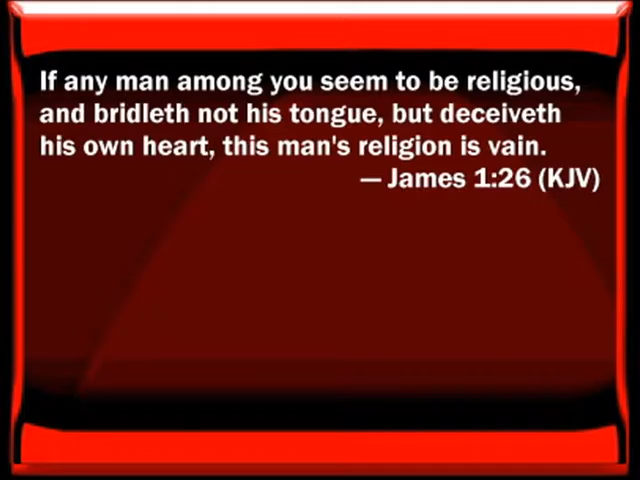 If any man among you seem to be religious,
and bridleth not his tongue, but deceiveth
his own heart, this man's religion is vain.
— James 1:26 (KJV)